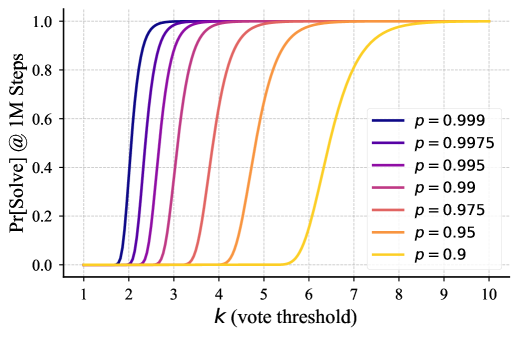 Pr[Solve] @ 1M Steps
1.0
0.8
0.6
0.4
0.2
0.0
p = 0.999
p = 0.9975
p = 0.995
p = 0.99
p = 0.975
p = 0.95
p = 0.9
1 2 3 4 5 6 7 8 9 10
k (vote threshold)